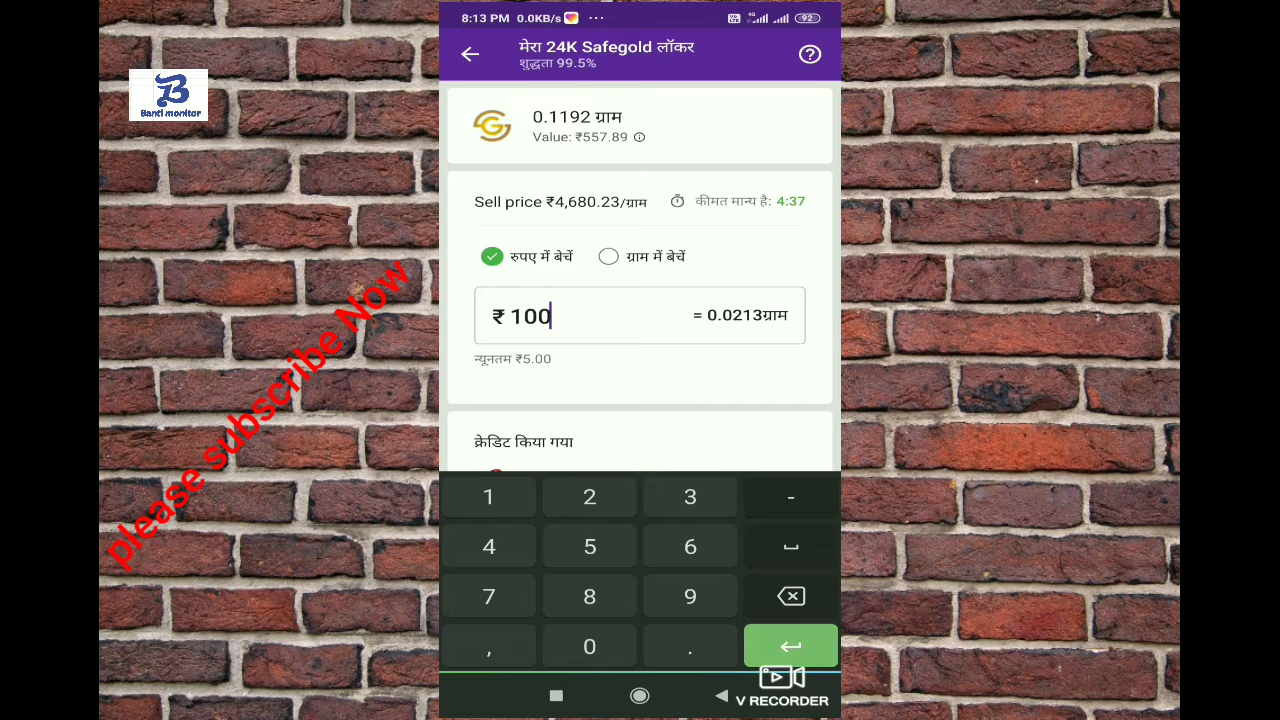 8:13 PM 0.0KB/s ... 4G 92
मेरा 24K Safegold लॉकर
शुद्धता 99.5%
Banti monitor
0.1192 ग्राम
Value: ₹557.89
Sell price ₹4,680.23/ग्राम कीमत मान्य है: 4:37
रुपए में बेचें ग्राम में बेचें
₹ 100 = 0.0213ग्राम
न्यूनतम ₹5.00
please subscribe Now
क्रेडिट किया गया
1 2 3 -
4 5 6
7 8 9
, 0 .
V RECORDER